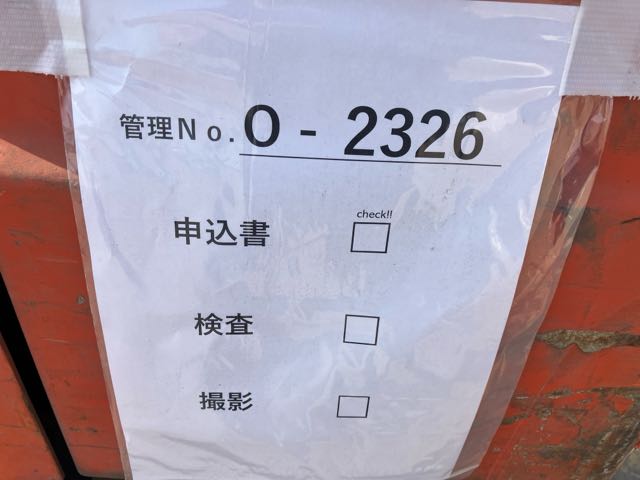 管理No. O - 2326
check!!
申込書 □
検査 □
撮影 □